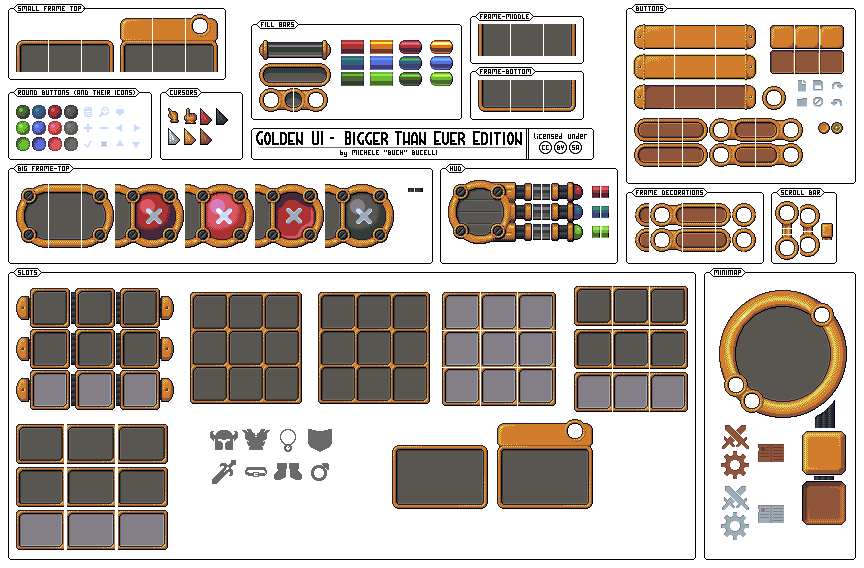 SMALL FRAME TOP
FILL BARS
FRAME-MIDDLE
BUTTONS
FRAME-BOTTOM
ROUND BUTTONS (AND THEIR ICONS)
CURSORS
GOLDEN UI - BIGGER THAN EVER EDITION
by MICHELE "BUCH" BUCELLI
licensed under
CC BY SA
BIG FRAME-TOP
HUD
FRAME DECORATIONS
SCROLL BAR
SLOTS
MINIMAP